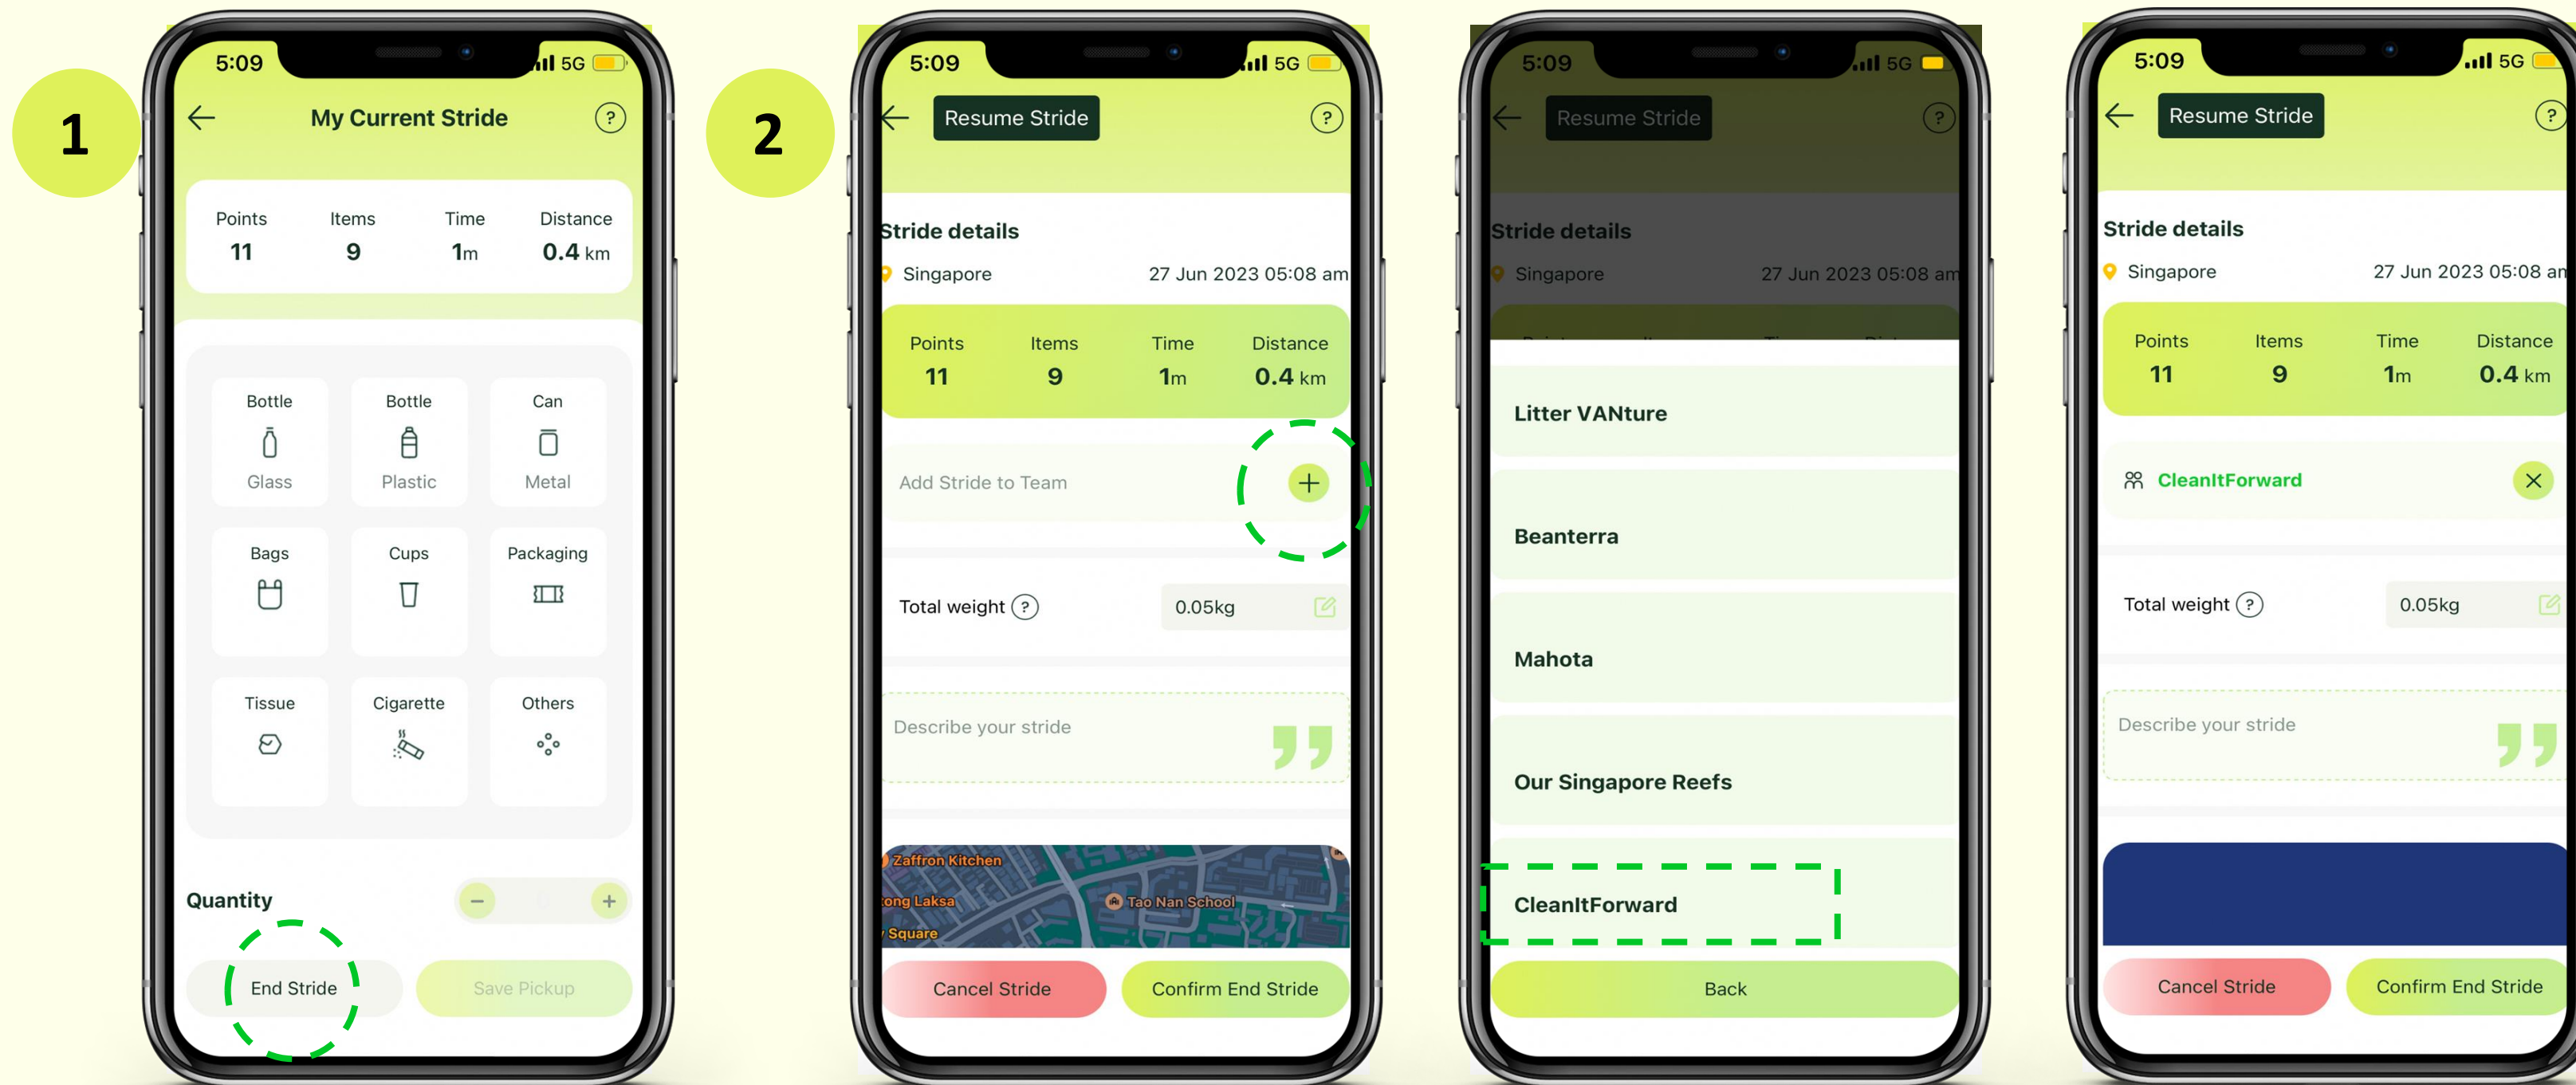 1
5:09
5G
My Current Stride
?
Points Items Time Distance
11 9 1m 0.4 km
Bottle Bottle Can
Glass Plastic Metal
Bags Cups Packaging
Tissue Cigarette Others
Quantity
− +
End Stride Save Pickup
2
5:09
5G
Resume Stride
?
Stride details
Singapore 27 Jun 2023 05:08 am
Points Items Time Distance
11 9 1m 0.4 km
Add Stride to Team +
Total weight ? 0.05kg
Describe your stride
Zaffron Kitchen
ong Laksa
Tao Nan School
Square
Cancel Stride Confirm End Stride
5:09
5G
Resume Stride
?
Stride details
Singapore 27 Jun 2023 05:08 am
Litter VANture
Beanterra
Mahota
Our Singapore Reefs
CleanItForward
Back
5:09
5G
Resume Stride
?
Stride details
Singapore 27 Jun 2023 05:08 am
Points Items Time Distance
11 9 1m 0.4 km
CleanItForward
Total weight ? 0.05kg
Describe your stride
Cancel Stride Confirm End Stride